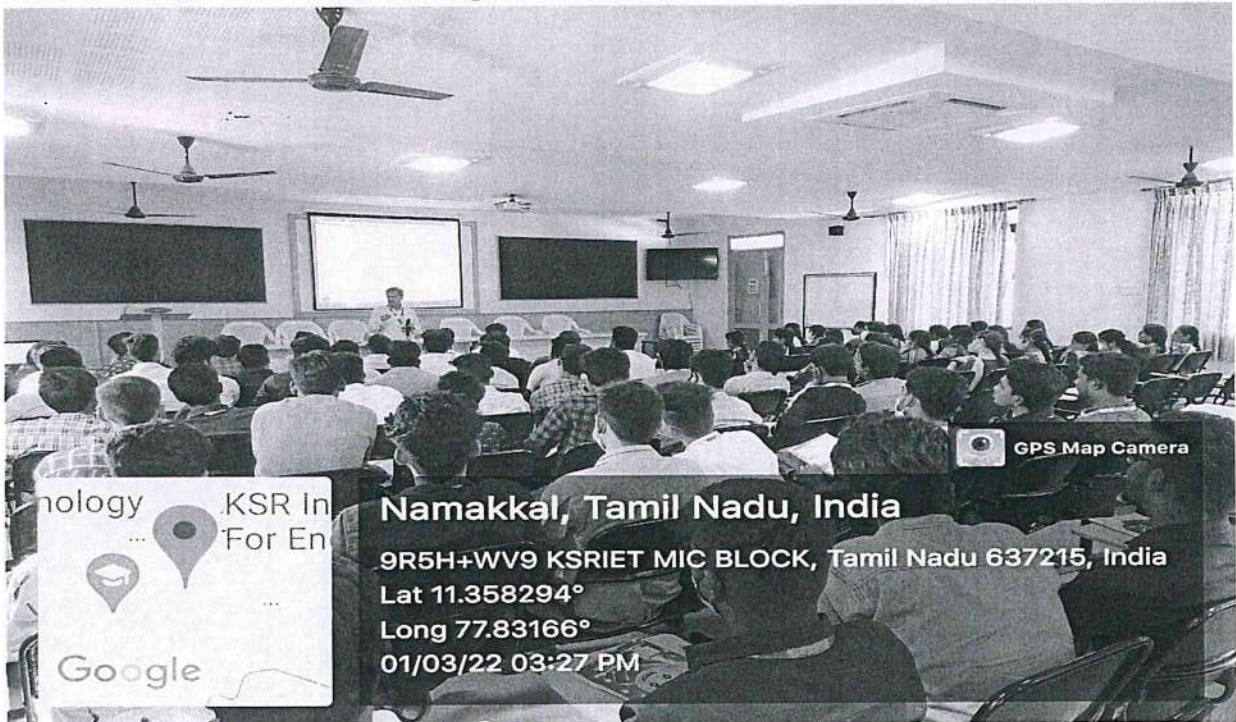 GPS Map Camera
nology
KSR In
For En
Google
Namakkal, Tamil Nadu, India
9R5H+WV9 KSRIET MIC BLOCK, Tamil Nadu 637215, India
Lat 11.358294°
Long 77.83166°
01/03/22 03:27 PM